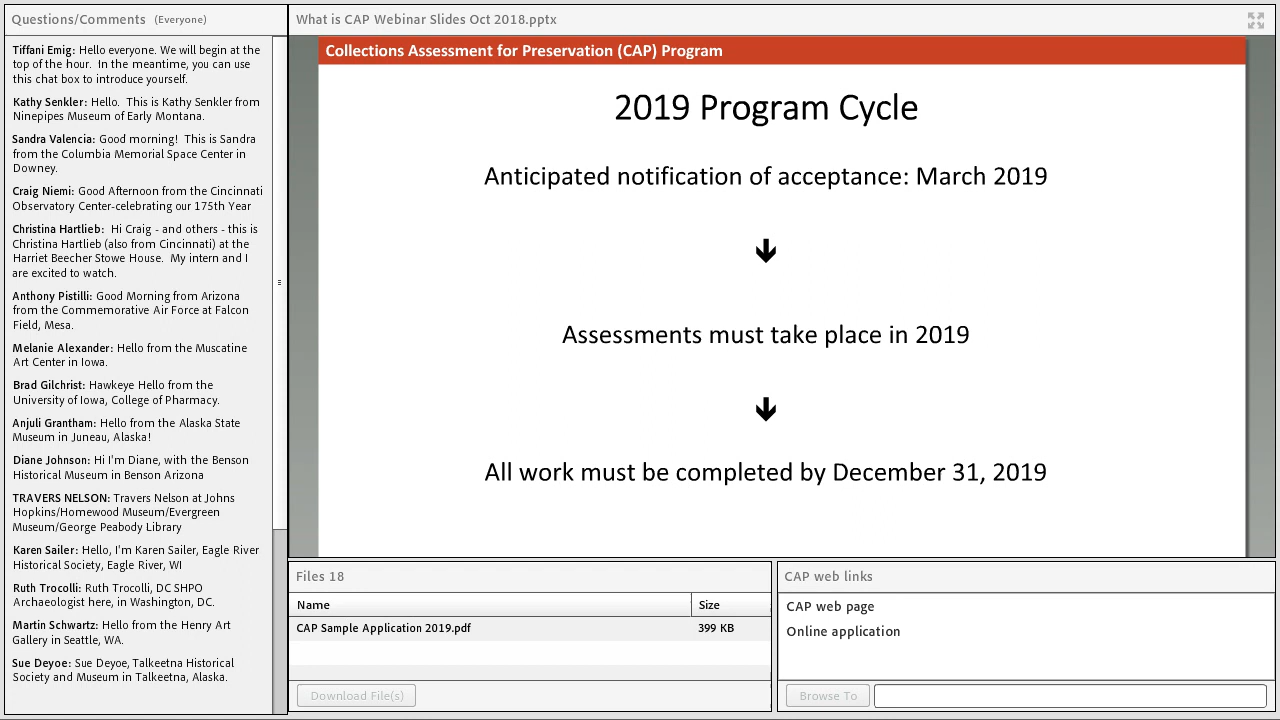 Questions/Comments (Everyone)
Tiffani Emig: Hello everyone. We will begin at the
top of the hour. In the meantime, you can use
this chat box to introduce yourself.
Kathy Senkler: Hello. This is Kathy Senkler from
Ninepipes Museum of Early Montana.
Sandra Valencia: Good morning! This is Sandra
from the Columbia Memorial Space Center in
Downey.
Craig Niemi: Good Afternoon from the Cincinnati
Observatory Center-celebrating our 175th Year
Christina Hartlieb: Hi Craig - and others - this is
Christina Hartlieb (also from Cincinnati) at the
Harriet Beecher Stowe House. My intern and I
are excited to watch.
Anthony Pistilli: Good Morning from Arizona
from the Commemorative Air Force at Falcon
Field, Mesa.
Melanie Alexander: Hello from the Muscatine
Art Center in Iowa.
Brad Gilchrist: Hawkeye Hello from the
University of Iowa, College of Pharmacy.
Anjuli Grantham: Hello from the Alaska State
Museum in Juneau, Alaska!
Diane Johnson: Hi I'm Diane, with the Benson
Historical Museum in Benson Arizona
TRAVERS NELSON: Travers Nelson at Johns
Hopkins/Homewood Museum/Evergreen
Museum/George Peabody Library
Karen Sailer: Hello, I'm Karen Sailer, Eagle River
Historical Society, Eagle River, WI
Ruth Trocolli: Ruth Trocolli, DC SHPO
Archaeologist here, in Washington, DC.
Martin Schwartz: Hello from the Henry Art
Gallery in Seattle, WA.
Sue Deyoe: Sue Deyoe, Talkeetna Historical
Society and Museum in Talkeetna, Alaska.
What is CAP Webinar Slides Oct 2018.pptx
Collections Assessment for Preservation (CAP) Program
2019 Program Cycle
Anticipated notification of acceptance: March 2019
Assessments must take place in 2019
All work must be completed by December 31, 2019
Files 18
Name Size
CAP Sample Application 2019.pdf 399 KB
Download File(s)
CAP web links
CAP web page
Online application
Browse To